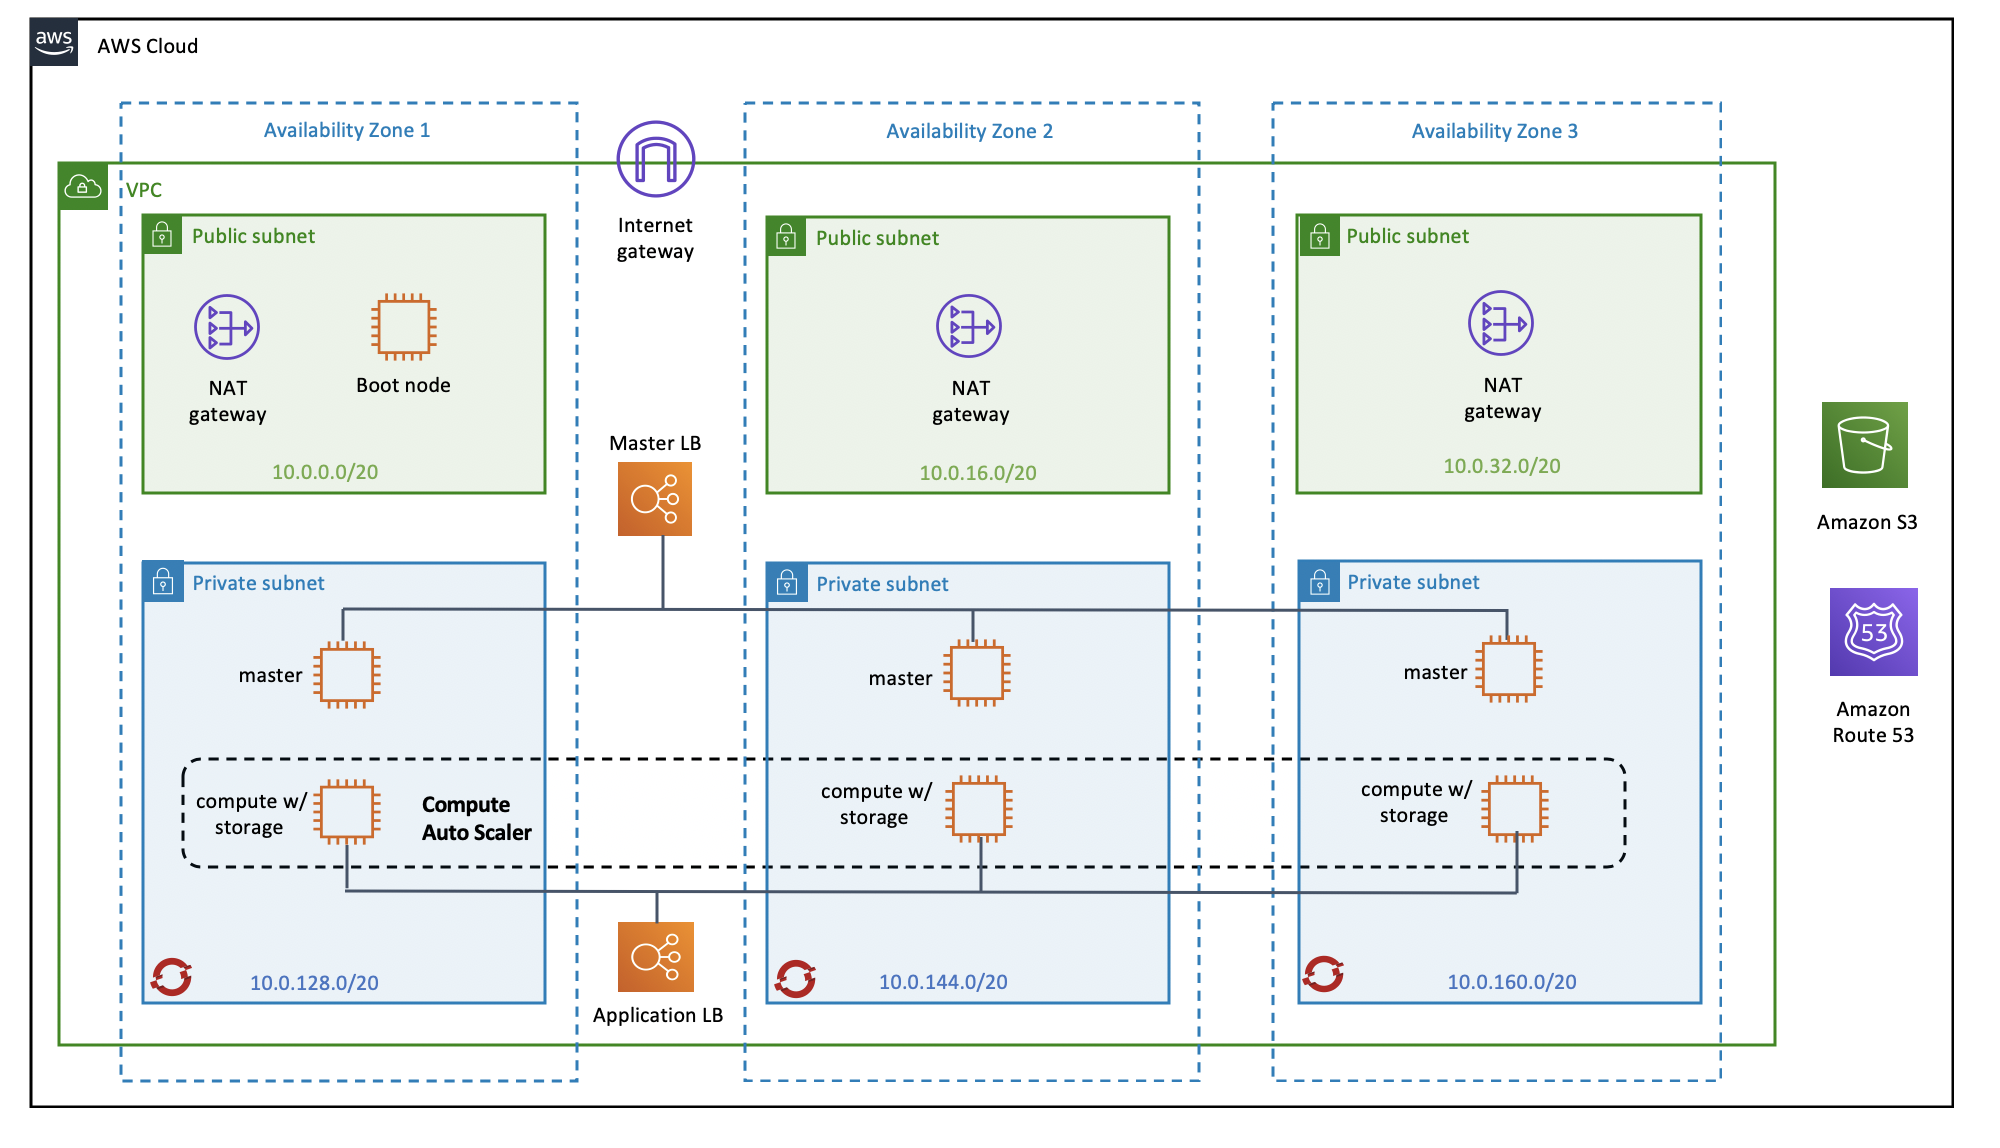 aws
AWS Cloud
Availability Zone 1
Availability Zone 2
Availability Zone 3
VPC
Internet
gateway
Public subnet
Public subnet
Public subnet
NAT
gateway
Boot node
NAT
gateway
NAT
gateway
10.0.0.0/20
10.0.16.0/20
10.0.32.0/20
Master LB
Amazon S3
Private subnet
Private subnet
Private subnet
master
master
master
53
Amazon
Route 53
compute w/
storage
Compute
Auto Scaler
compute w/
storage
compute w/
storage
10.0.128.0/20
10.0.144.0/20
10.0.160.0/20
Application LB